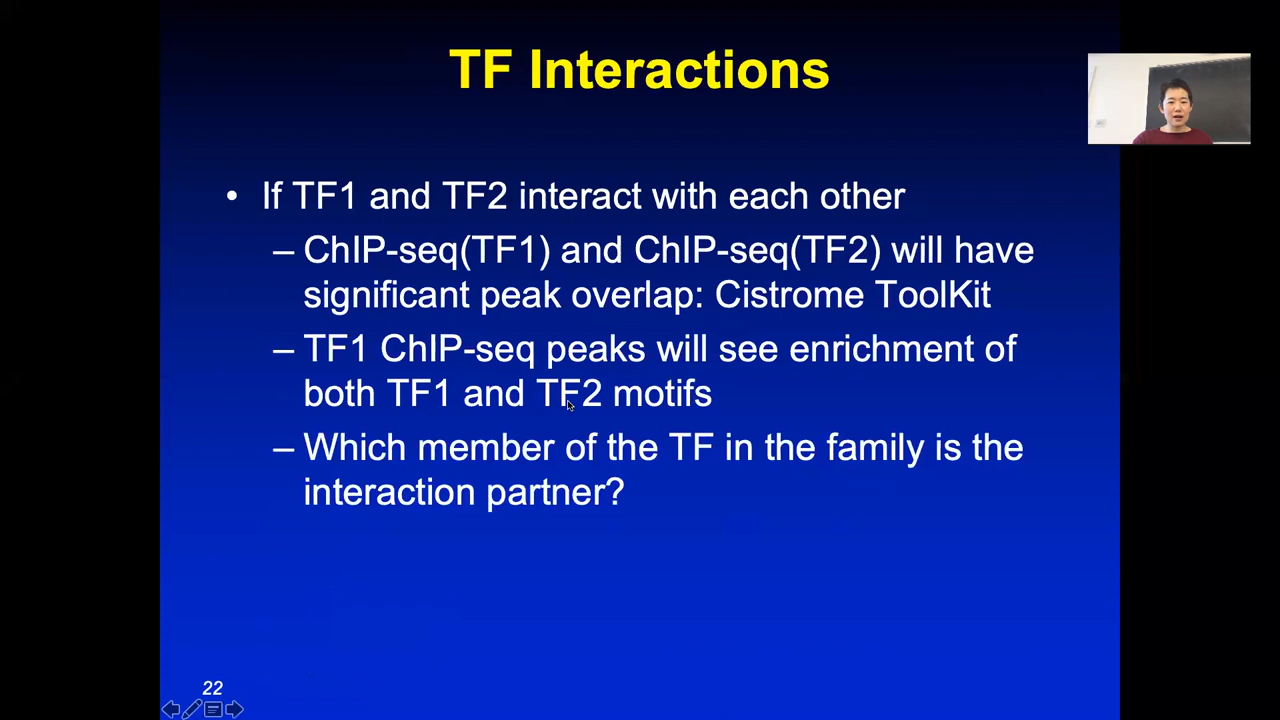 TF Interactions
• If TF1 and TF2 interact with each other
– ChIP-seq(TF1) and ChIP-seq(TF2) will have
significant peak overlap: Cistrome ToolKit
– TF1 ChIP-seq peaks will see enrichment of
both TF1 and TF2 motifs
– Which member of the TF in the family is the
interaction partner?
22